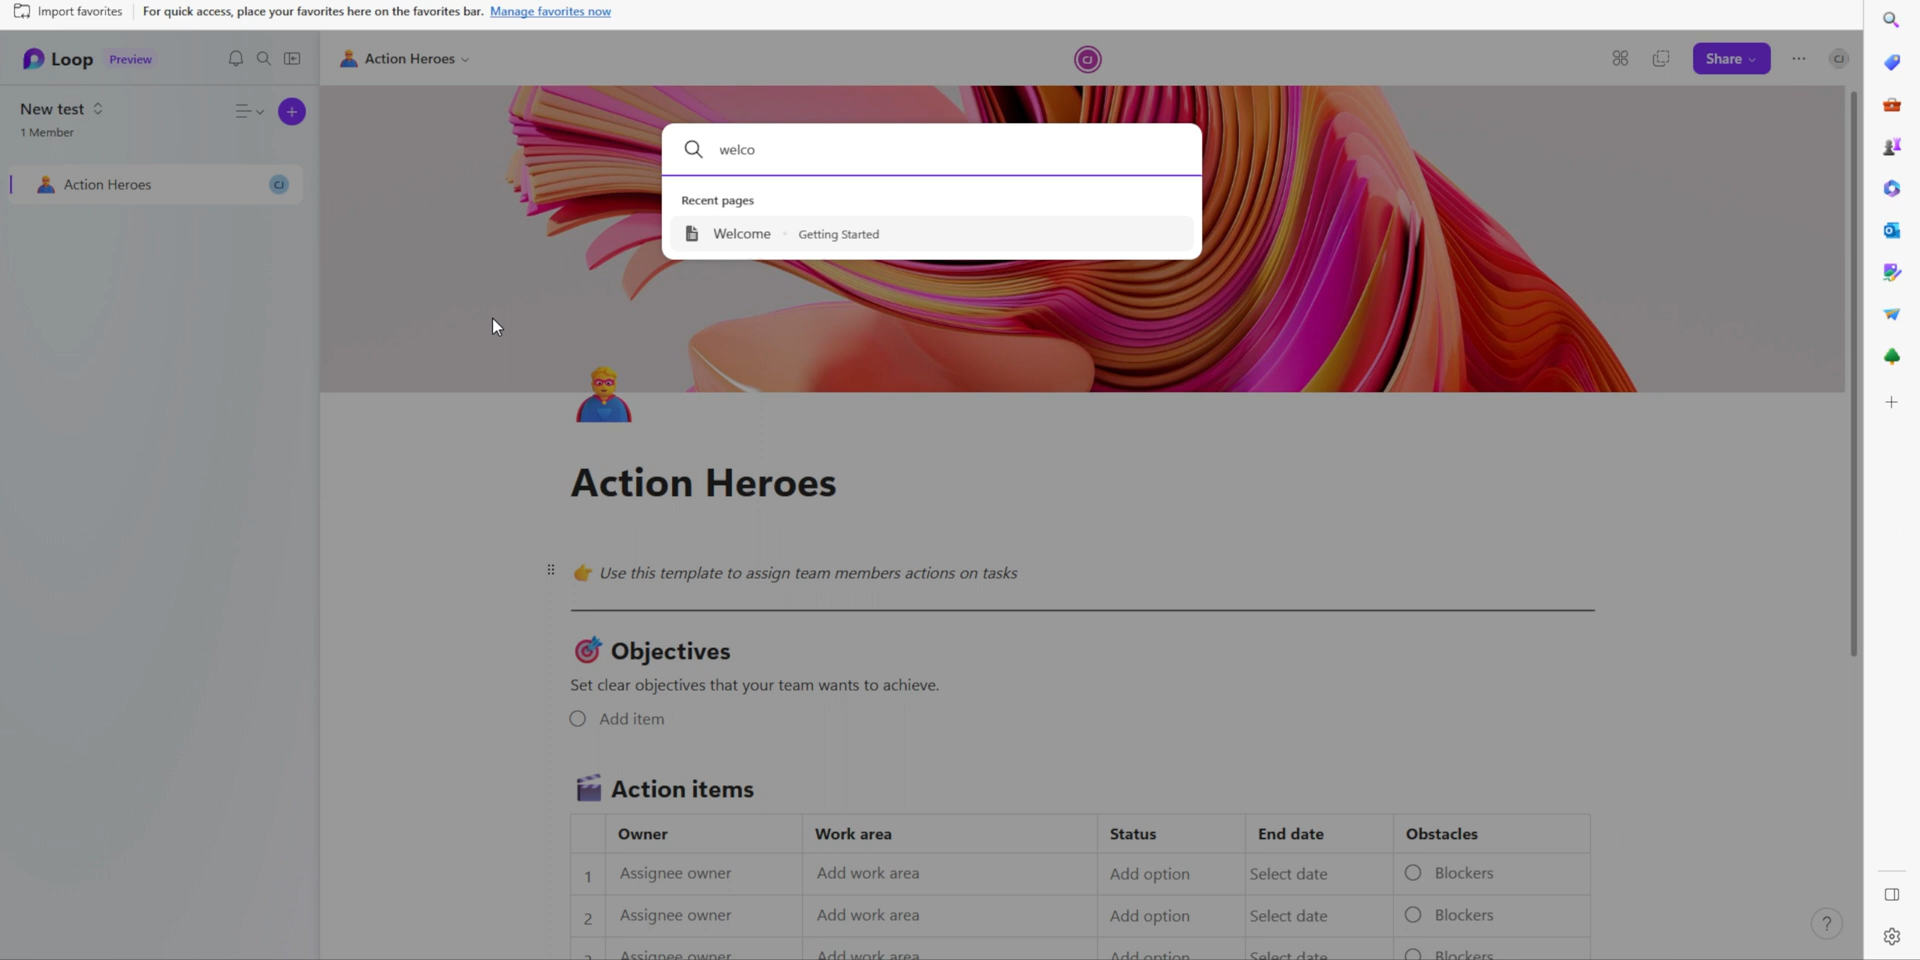 Import favorites For quick access, place your favorites here on the favorites bar. Manage favorites now
Loop Preview
Action Heroes
CJ
Share
CJ
New test
1 Member
Action Heroes CJ
welco
Recent pages
Welcome Getting Started
Action Heroes
Use this template to assign team members actions on tasks
Objectives
Set clear objectives that your team wants to achieve.
Add item
Action items
Owner Work area Status End date Obstacles
1 Assignee owner Add work area Add option Select date Blockers
2 Assignee owner Add work area Add option Select date Blockers
Assignee owner Add work area Add option Select date Blockers
?